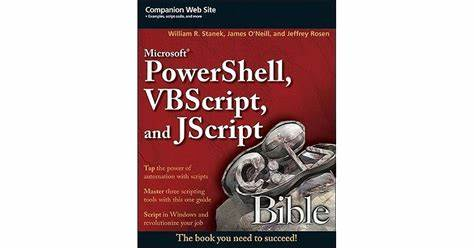 Companion Web Site
• Examples, script code, and more
William R. Stanek, James O'Neill, and Jeffrey Rosen
Microsoft®
PowerShell,
VBScript,
and JScript
Tap the power of
automation with scripts
Master three scripting
tools with this one guide
Script in Windows and
revolutionize your job
Bible
The book you need to succeed!